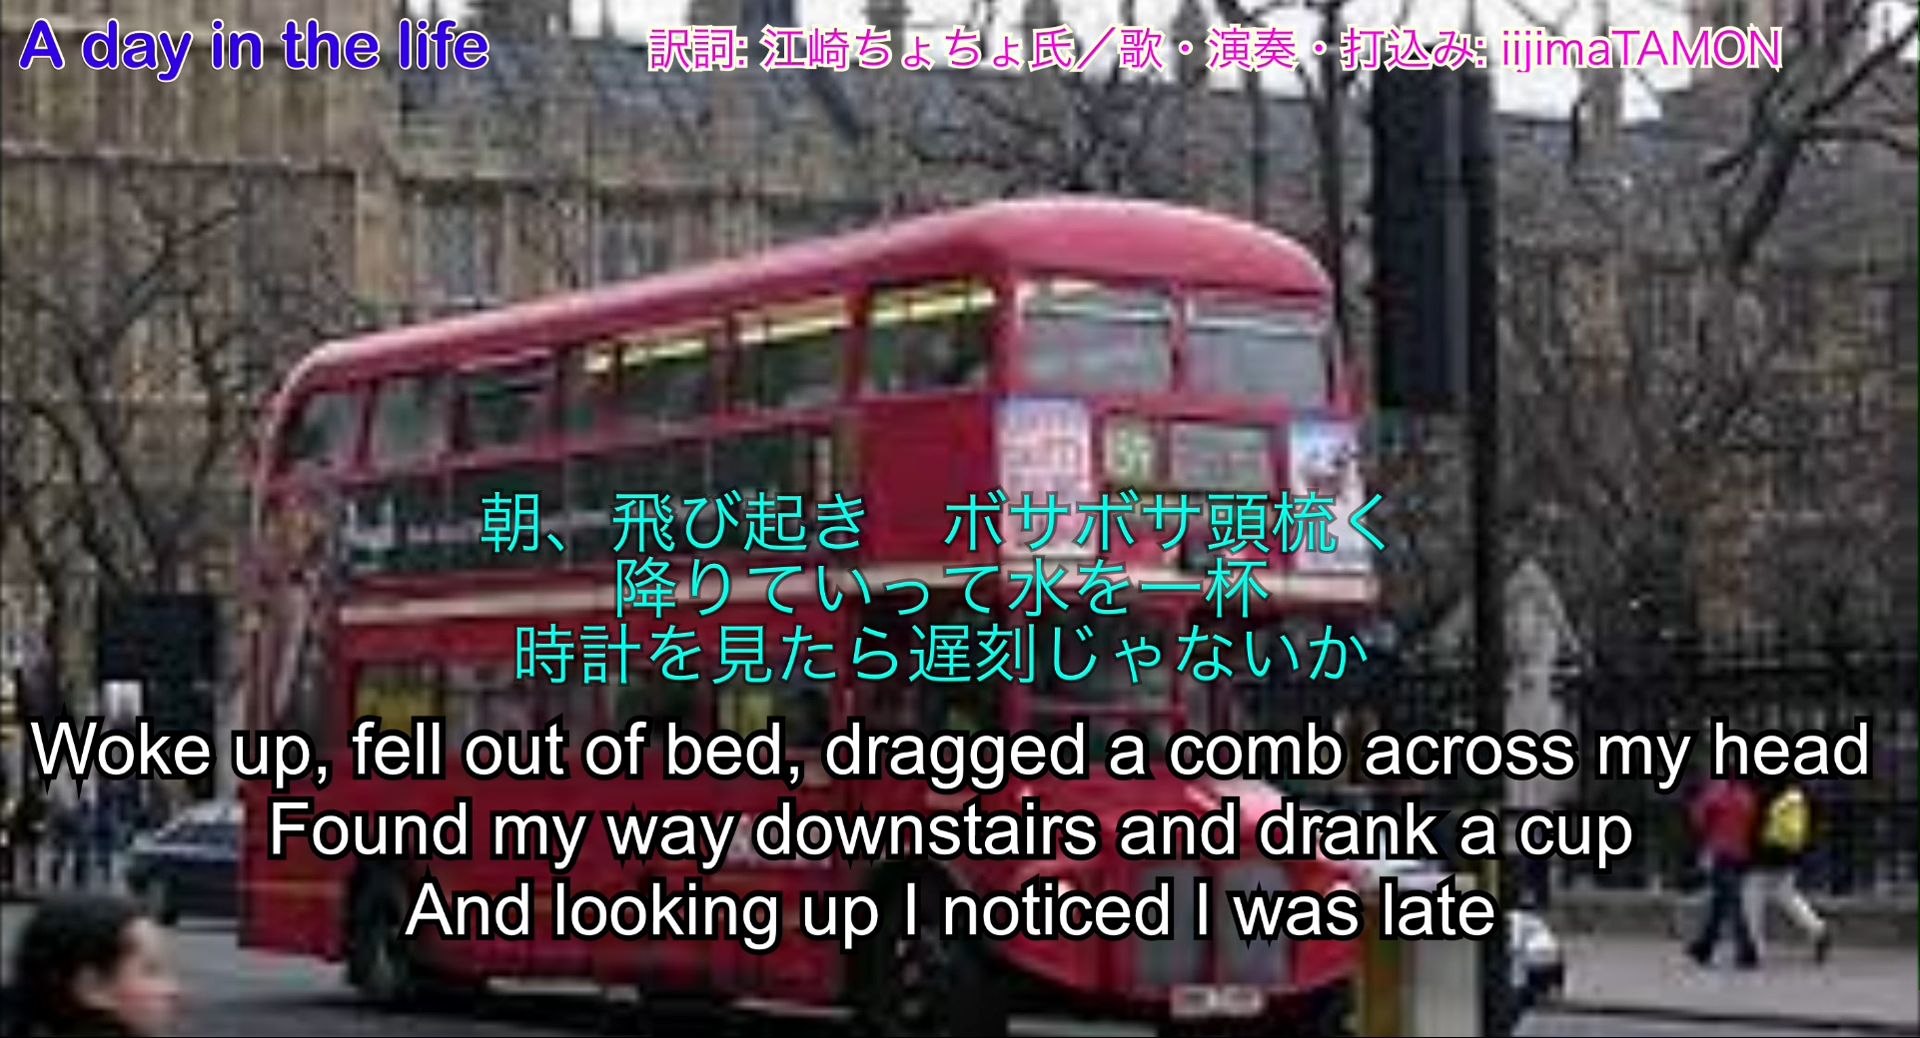 A day in the life
訳詞: 江崎ちょちょ氏／歌・演奏・打込み: iijimaTAMON
朝、飛び起き　ボサボサ頭梳く
降りていって水を一杯
時計を見たら遅刻じゃないか
Woke up, fell out of bed, dragged a comb across my head
Found my way downstairs and drank a cup
And looking up I noticed I was late